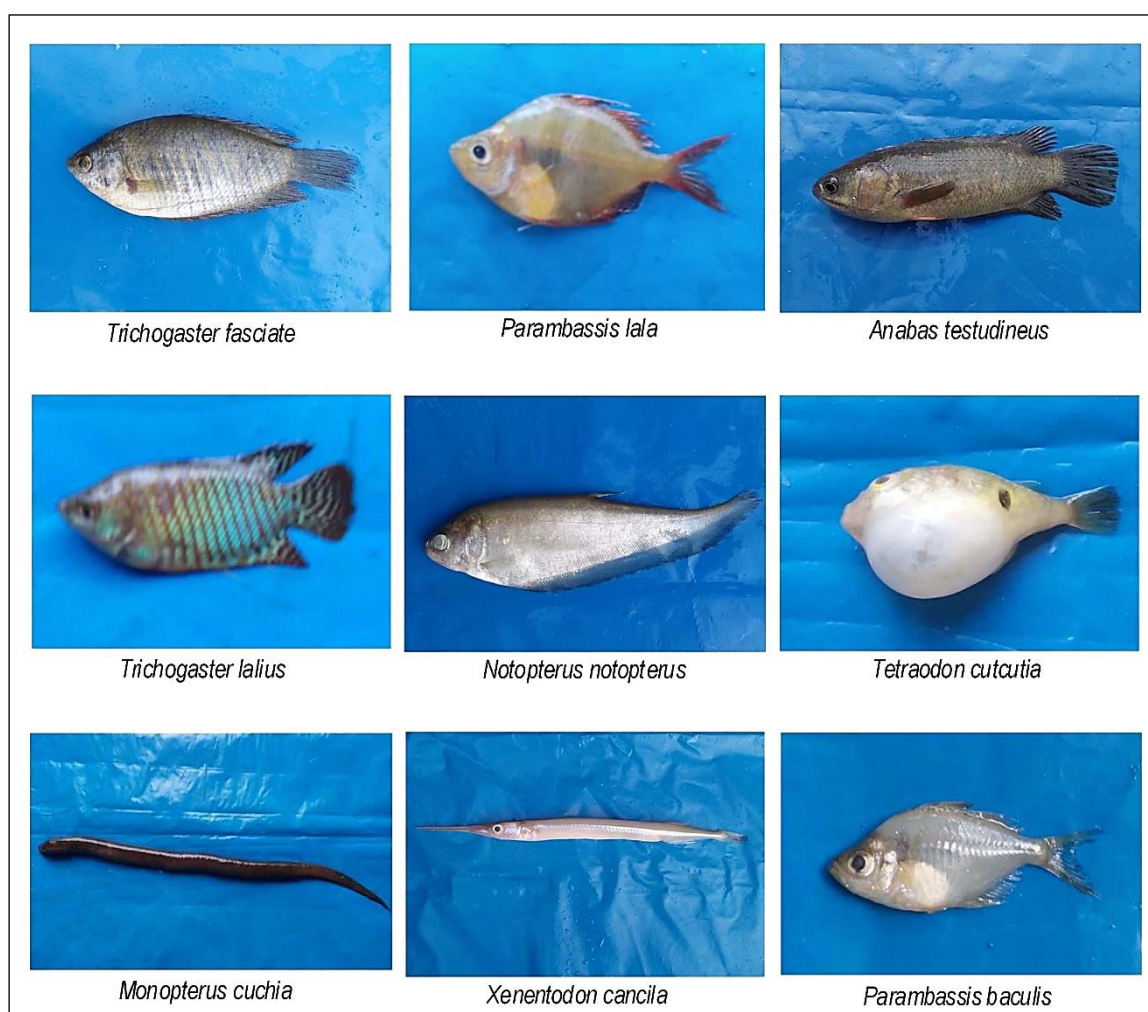 Trichogaster fasciate
Parambassis lala
Anabas testudineus
Trichogaster lalius
Notopterus notopterus
Tetraodon cutcutia
Monopterus cuchia
Xenentodon cancila
Parambassis baculis